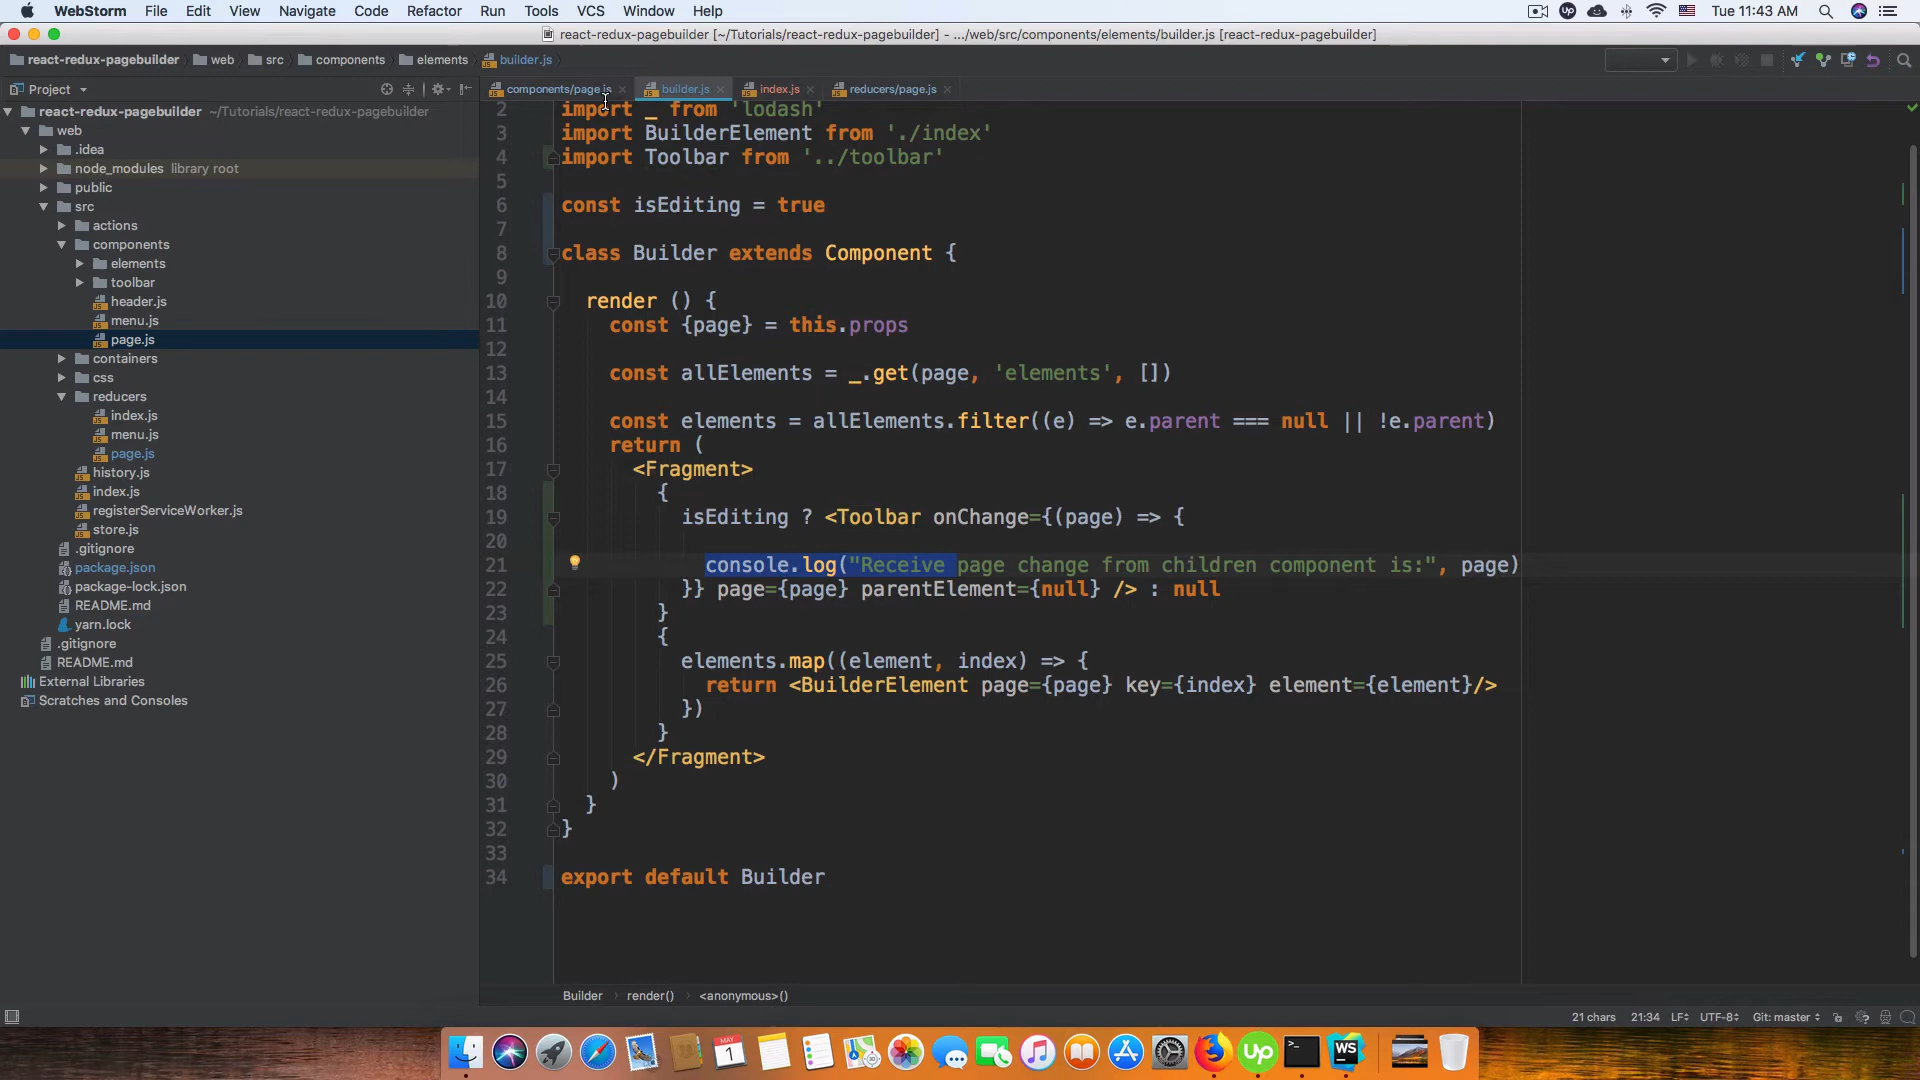 WebStorm File Edit View Navigate Code Refactor Run Tools VCS Window Help Tue 11:43 AM
react-redux-pagebuilder [~/Tutorials/react-redux-pagebuilder] - .../web/src/components/elements/builder.js [react-redux-pagebuilder]
react-redux-pagebuilder web src components elements builder.js
Project
components/page.js builder.js index.js reducers/page.js
react-redux-pagebuilder ~/Tutorials/react-redux-pagebuilder
web
.idea
node_modules library root
public
src
actions
components
elements
toolbar
header.js
menu.js
page.js
containers
css
reducers
index.js
menu.js
page.js
history.js
index.js
registerServiceWorker.js
store.js
.gitignore
package.json
package-lock.json
README.md
yarn.lock
.gitignore
README.md
External Libraries
Scratches and Consoles
2 import _ from 'lodash'
3 import BuilderElement from './index'
4 import Toolbar from '../toolbar'
5
6 const isEditing = true
7
8 class Builder extends Component {
9
10 render () {
11 const {page} = this.props
12
13 const allElements = _.get(page, 'elements', [])
14
15 const elements = allElements.filter((e) => e.parent === null || !e.parent)
16 return (
17 <Fragment>
18 {
19 isEditing ? <Toolbar onChange={(page) => {
20
21 console.log("Receive page change from children component is:", page)
22 }} page={page} parentElement={null} /> : null
23 }
24 {
25 elements.map((element, index) => {
26 return <BuilderElement page={page} key={index} element={element}/>
27 })
28 }
29 </Fragment>
30 )
31 }
32 }
33
34 export default Builder
Builder render() <anonymous>()
21 chars 21:34 LF UTF-8 Git: master
MAY
1
Up
WS